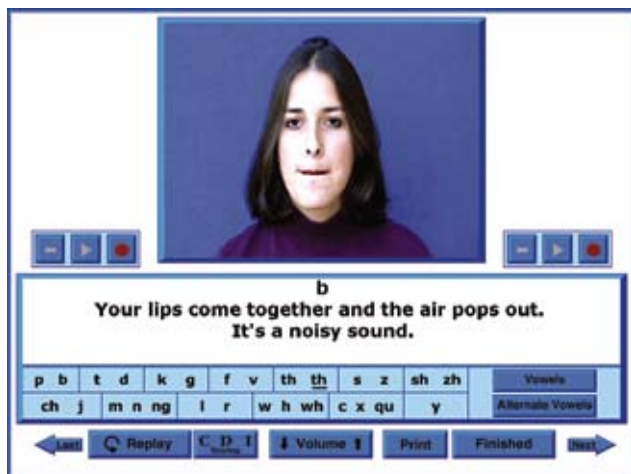 b
Your lips come together and the air pops out.
It's a noisy sound.
p b t d k g f v th th s z sh zh Vowels
ch j m n ng l r w h wh c x qu y Alternate Vowels
Last Replay C D I Volume Print Finished Next